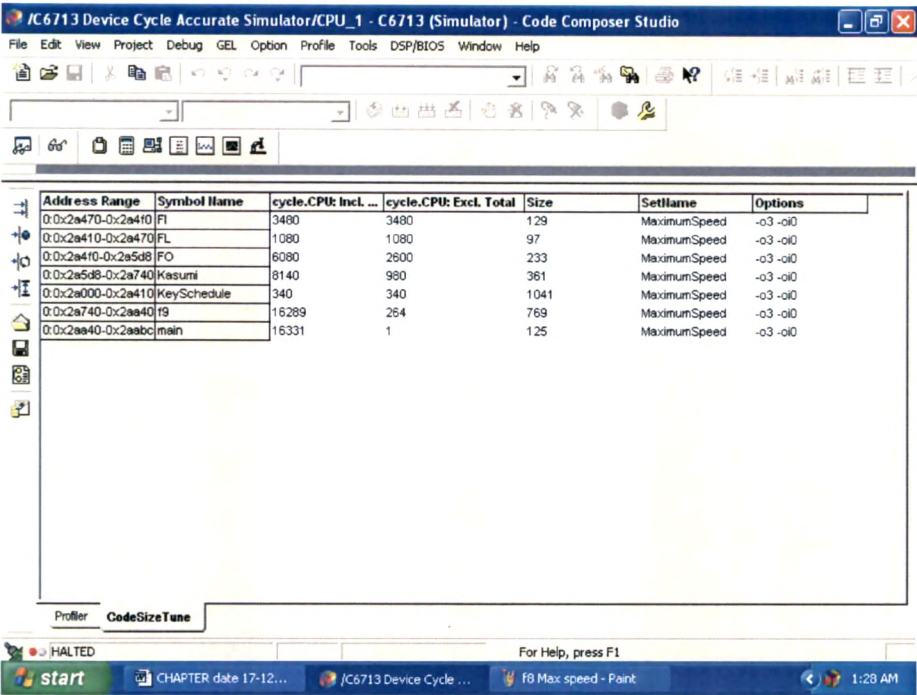 /C6713 Device Cycle Accurate Simulator/CPU_1 - C6713 (Simulator) - Code Composer Studio
File Edit View Project Debug GEL Option Profile Tools DSP/BIOS Window Help
Address Range Symbol Name cycle.CPU: Incl. ... cycle.CPU: Excl. Total Size SetName Options
0:0x2a470-0x2a4f0 FI 3480 3480 129 MaximumSpeed -o3 -oi0
0:0x2a410-0x2a470 FL 1080 1080 97 MaximumSpeed -o3 -oi0
0:0x2a4f0-0x2a5d8 FO 6080 2600 233 MaximumSpeed -o3 -oi0
0:0x2a5d8-0x2a740 Kasumi 8140 980 361 MaximumSpeed -o3 -oi0
0:0x2a000-0x2a410 KeySchedule 340 340 1041 MaximumSpeed -o3 -oi0
0:0x2a740-0x2aa40 f9 16289 264 769 MaximumSpeed -o3 -oi0
0:0x2aa40-0x2aabc main 16331 1 125 MaximumSpeed -o3 -oi0
Profiler CodeSizeTune
HALTED For Help, press F1
start CHAPTER date 17-12... /C6713 Device Cycle ... f8 Max speed - Paint 1:28 AM